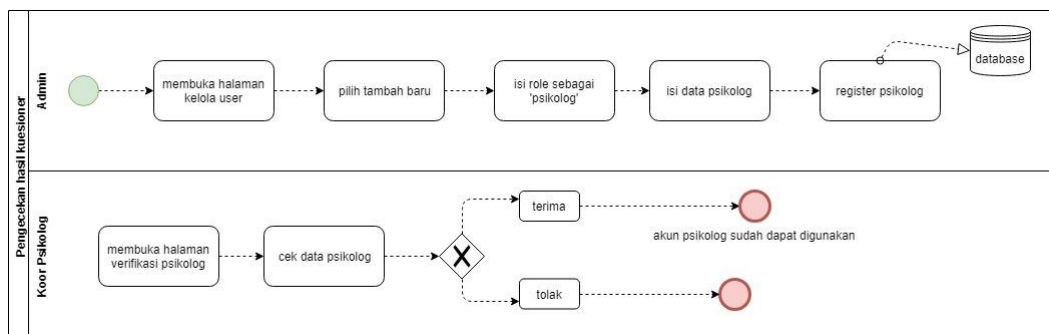 Pengecekan hasil kuesioner
Admin
membuka halaman
kelola user
pilih tambah baru
isi role sebagai
'psikolog'
isi data psikolog
register psikolog
database
Koor Psikolog
membuka halaman
verifikasi psikolog
cek data psikolog
terima
akun psikolog sudah dapat digunakan
tolak